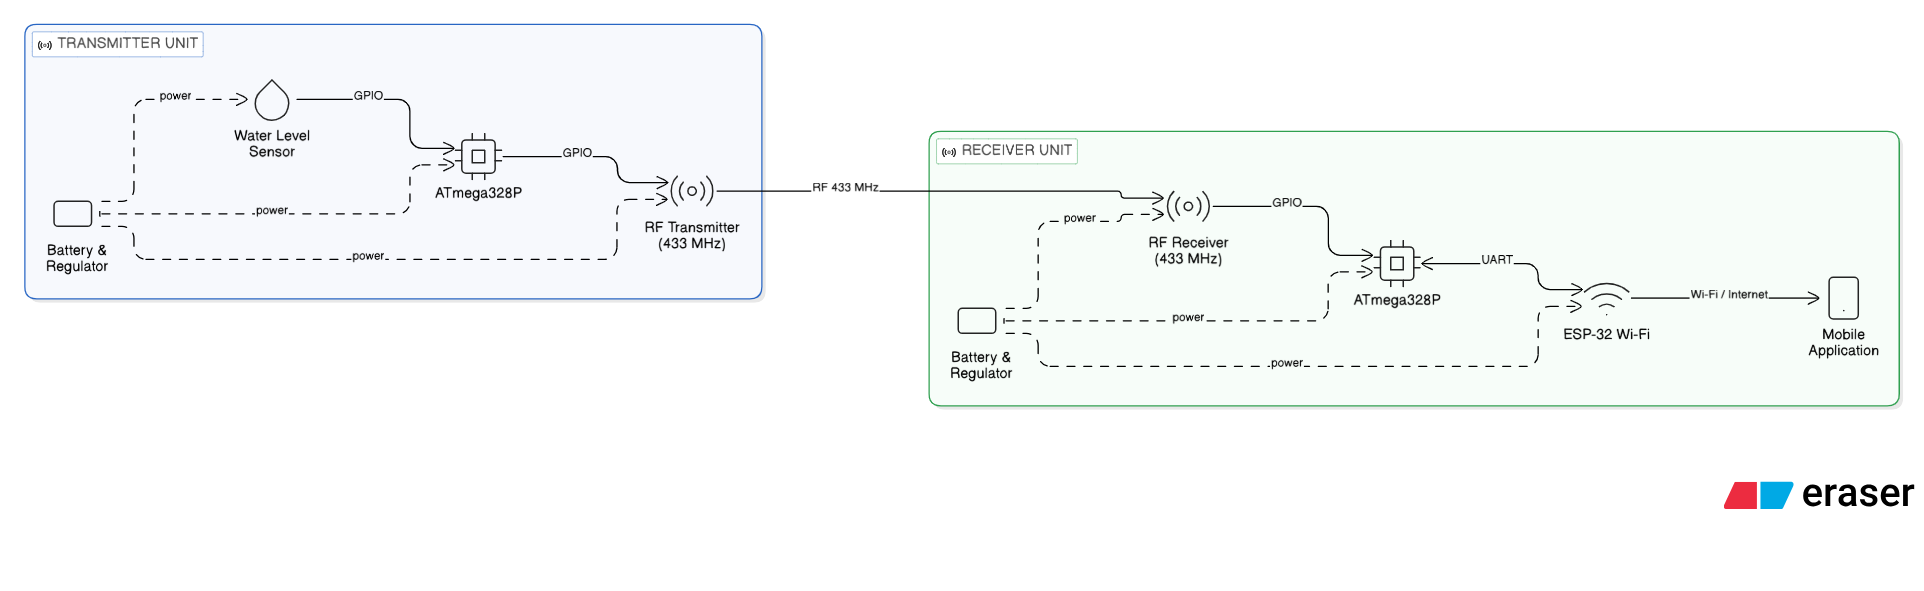 TRANSMITTER UNIT
power
GPIO
Water Level
Sensor
GPIO
ATmega328P
power
Battery &
Regulator
power
RF Transmitter
(433 MHz)
RF 433 MHz
RECEIVER UNIT
power
GPIO
RF Receiver
(433 MHz)
UART
ATmega328P
power
Battery &
Regulator
power
ESP-32 Wi-Fi
Wi-Fi / Internet
Mobile
Application
eraser